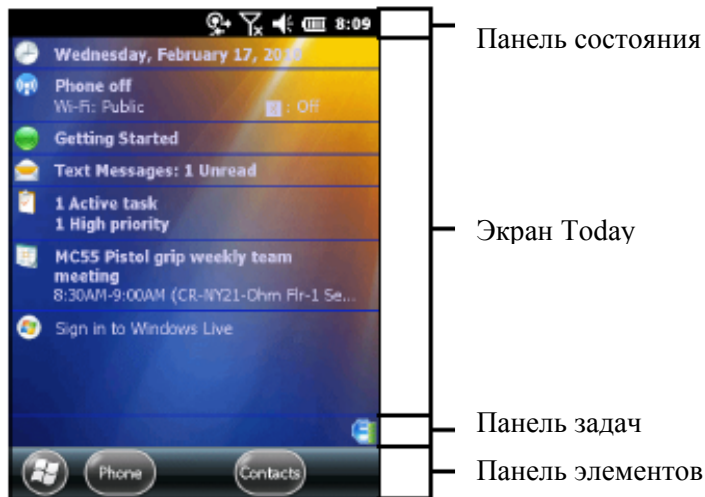 8:09
Панель состояния
Wednesday, February 17, 2010
Phone off
Wi-Fi: Public : Off
Getting Started
Text Messages: 1 Unread
1 Active task
1 High priority
Экран Today
MC55 Pistol grip weekly team
meeting
8:30AM-9:00AM (CR-NY21-Ohm Flr-1 Se...
Sign in to Windows Live
Панель задач
Phone
Contacts
Панель элементов